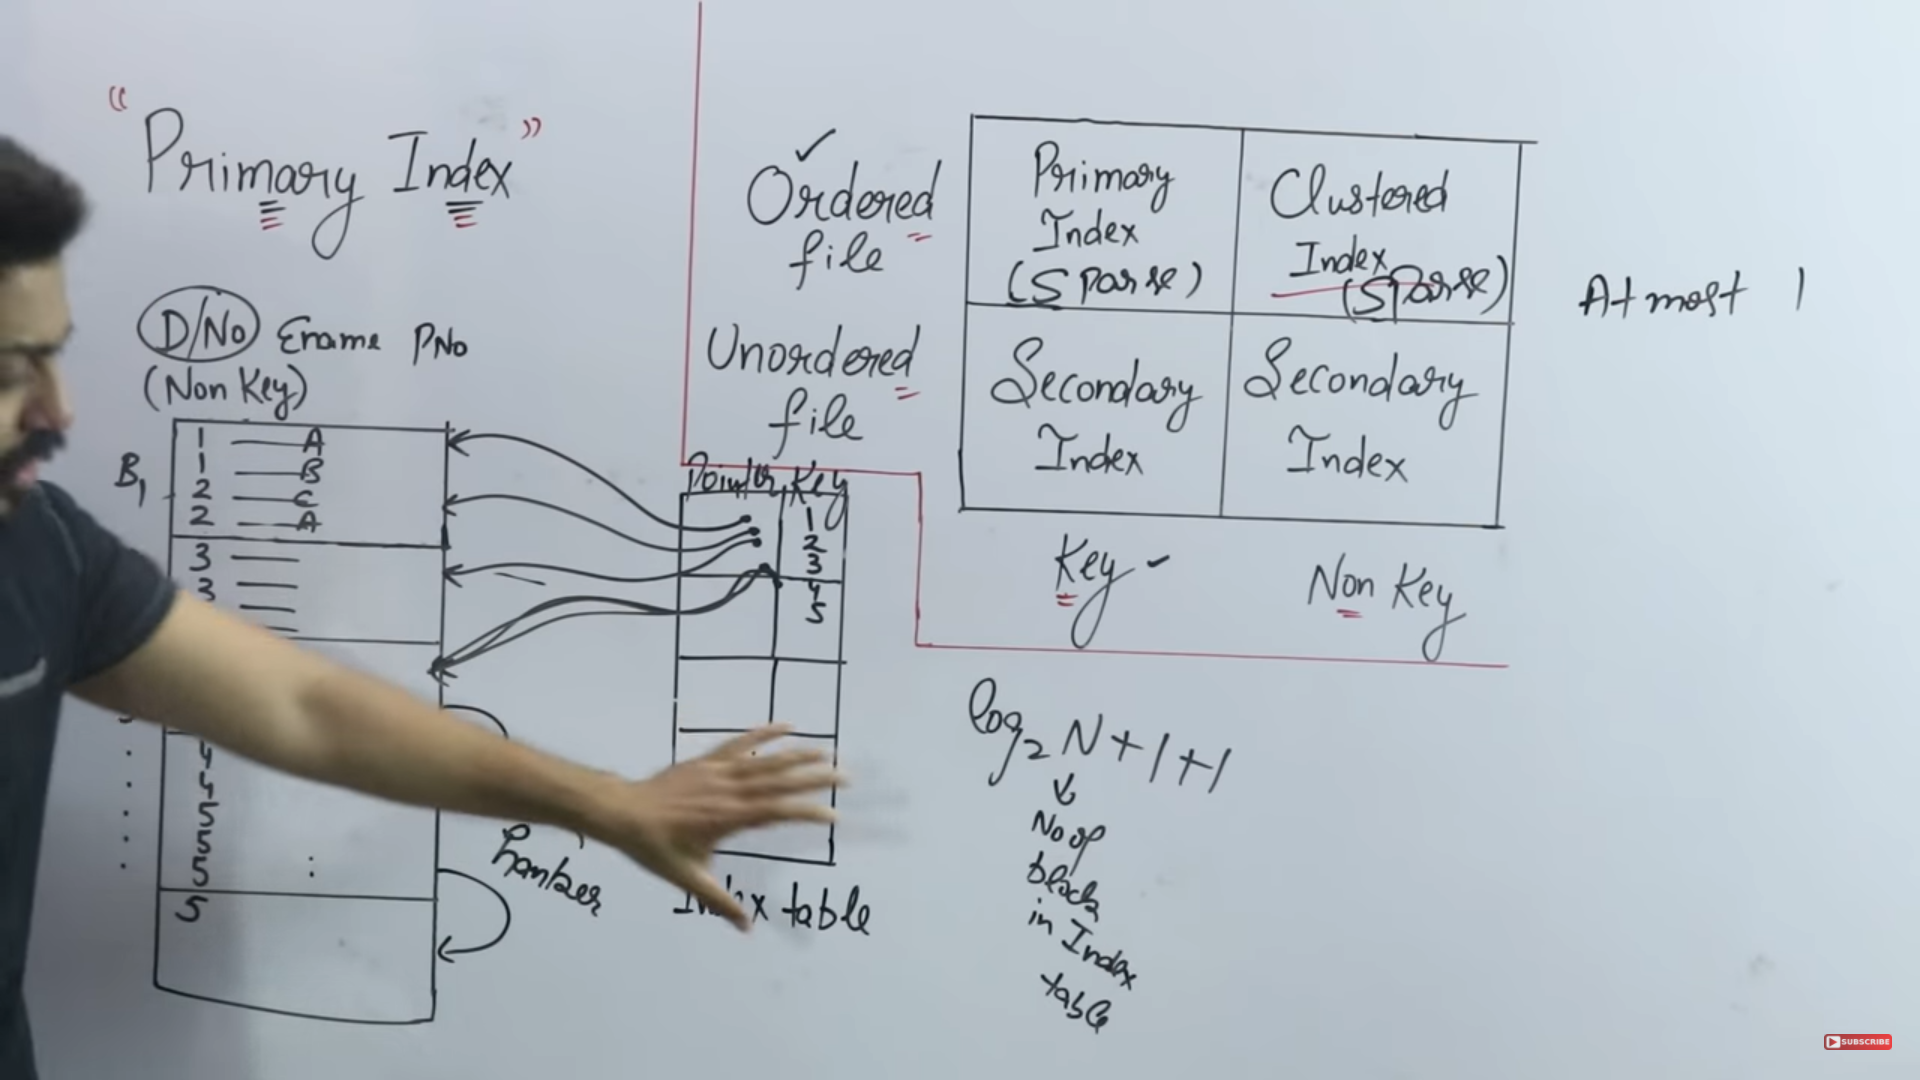 “Primary Index”
D/No Ename PNo
(Non Key)
B1
1 A
1 B
2 C
2 A
3
3
4
4
5
5
5
5
Pointer Key
1
2
3
4
5
Index table
Ordered
file
Unordered
file
Primary
Index
(Sparse)
Clustered
Index
(Sparse)
Secondary
Index
Secondary
Index
Key
Non Key
At most 1
log2 N+1+1
No of
block
in Index
table
SUBSCRIBE